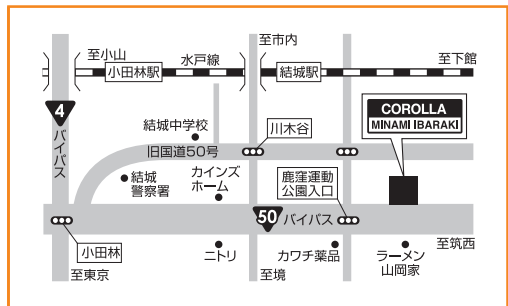 至市内
至小山
水戸線
至下館
小田林駅
結城駅
4
バイパス
COROLLA
MINAMI IBARAKI
結城中学校
川木谷
旧国道50号
カインズ
ホーム
鹿窪運動
公園入口
結城
警察署
50 バイパス
小田林
ニトリ
カワチ薬品
ラーメン
山岡家
至筑西
至東京
至境